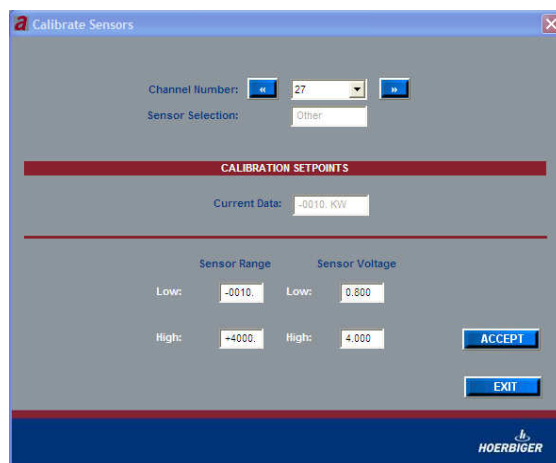 a Calibrate Sensors
Channel Number: « 27 »
Sensor Selection: Other
CALIBRATION SETPOINTS
Current Data: -0010. KW
Sensor Range Sensor Voltage
Low: -0010. Low: 0.800
High: +4000. High: 4.000
ACCEPT
EXIT
HOERBIGER